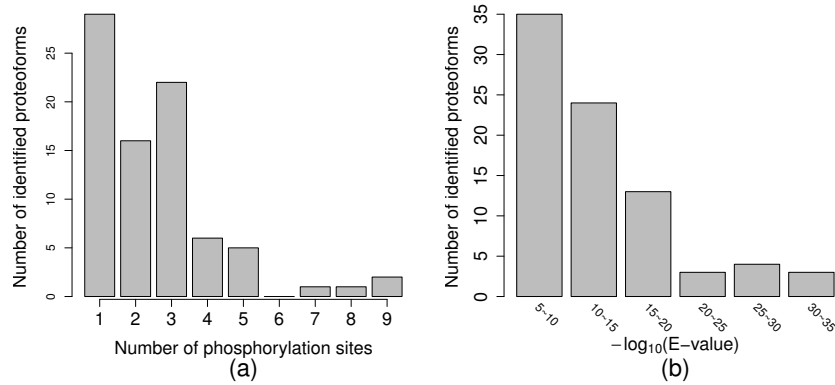 Number of identified proteoforms
25
20
15
10
5
0
1 2 3 4 5 6 7 8 9
Number of phosphorylation sites
(a)
Number of identified proteoforms
35
30
25
20
15
10
5
0
5~10 10~15 15~20 20~25 25~30 30~35
−log10(E−value)
(b)